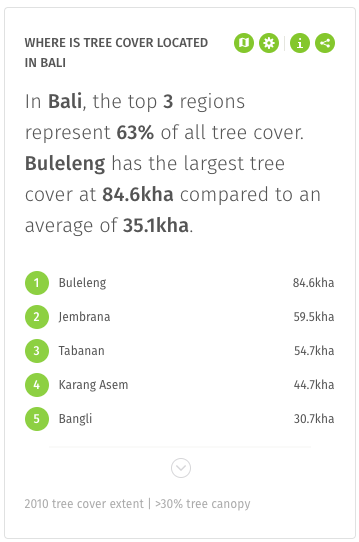 WHERE IS TREE COVER LOCATED
IN BALI
In Bali, the top 3 regions
represent 63% of all tree cover.
Buleleng has the largest tree
cover at 84.6kha compared to an
average of 35.1kha.
1 Buleleng 84.6kha
2 Jembrana 59.5kha
3 Tabanan 54.7kha
4 Karang Asem 44.7kha
5 Bangli 30.7kha
2010 tree cover extent | >30% tree canopy